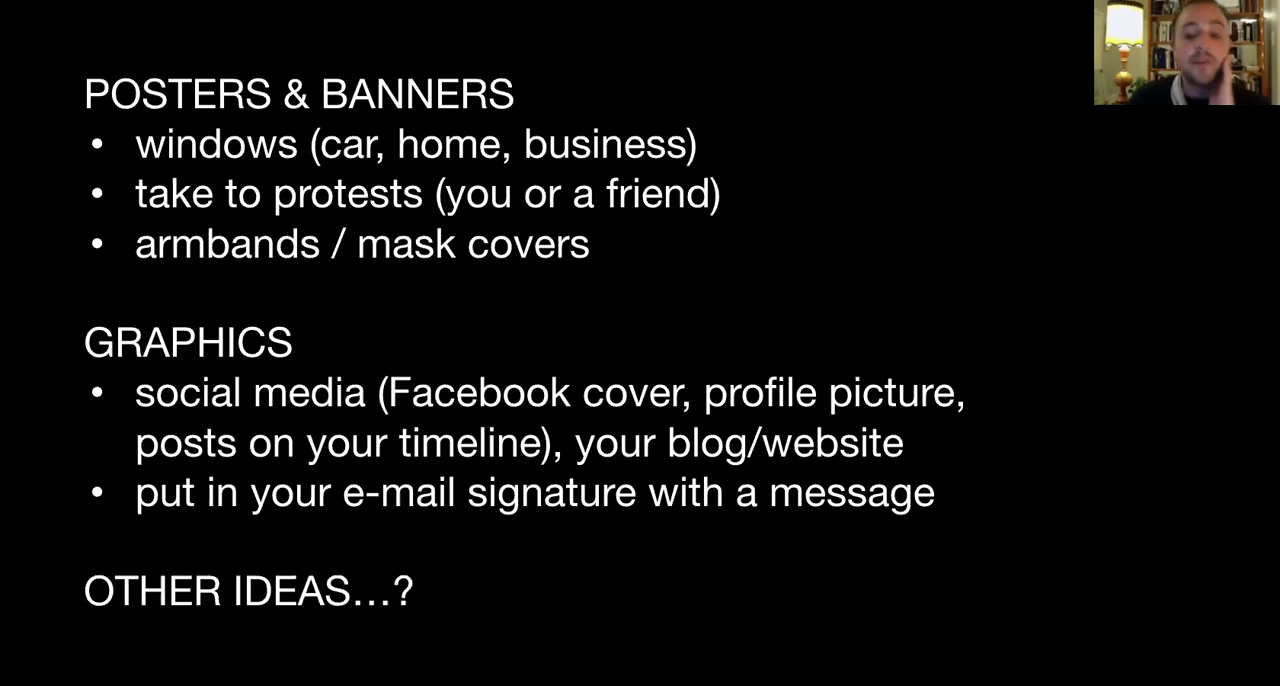 POSTERS & BANNERS
• windows (car, home, business)
• take to protests (you or a friend)
• armbands / mask covers
GRAPHICS
• social media (Facebook cover, profile picture,
posts on your timeline), your blog/website
• put in your e-mail signature with a message
OTHER IDEAS…?